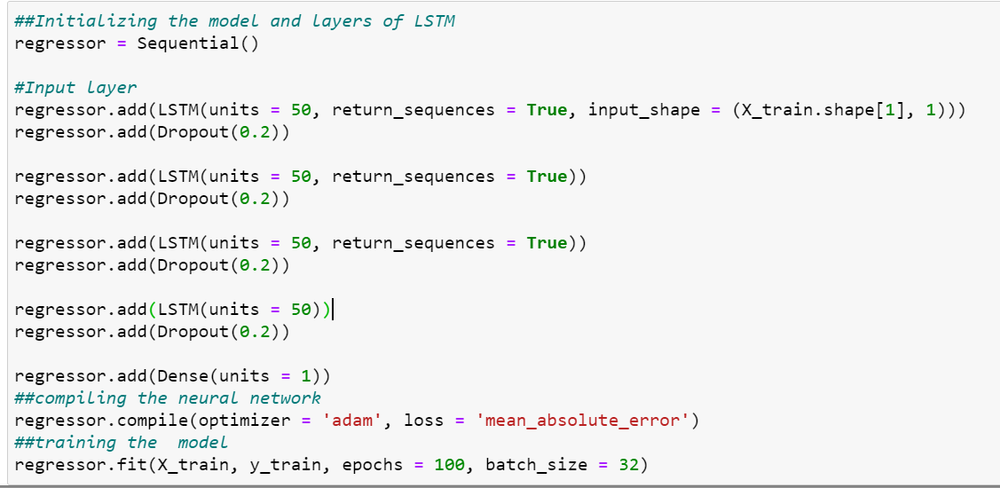 ##Initializing the model and layers of LSTM
regressor = Sequential()
#Input layer
regressor.add(LSTM(units = 50, return_sequences = True, input_shape = (X_train.shape[1], 1)))
regressor.add(Dropout(0.2))
regressor.add(LSTM(units = 50, return_sequences = True))
regressor.add(Dropout(0.2))
regressor.add(LSTM(units = 50, return_sequences = True))
regressor.add(Dropout(0.2))
regressor.add(LSTM(units = 50))
regressor.add(Dropout(0.2))
regressor.add(Dense(units = 1))
##compiling the neural network
regressor.compile(optimizer = 'adam', loss = 'mean_absolute_error')
##training the  model
regressor.fit(X_train, y_train, epochs = 100, batch_size = 32)